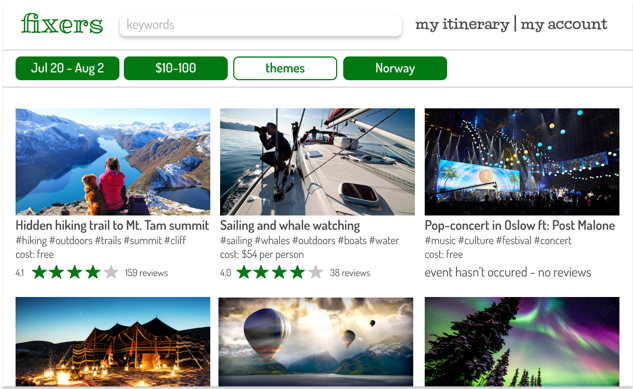 fixers
keywords
my itinerary | my account
Jul 20 - Aug 2
$10-100
themes
Norway
Hidden hiking trail to Mt. Tam summit
#hiking #outdoors #trails #summit #cliff
cost: free
4.1 159 reviews
Sailing and whale watching
#sailing #whales #outdoors #boats #water
cost: $54 per person
4.0 38 reviews
Pop-concert in Oslow ft: Post Malone
#music #culture #festival #concert
cost: free
event hasn't occured - no reviews